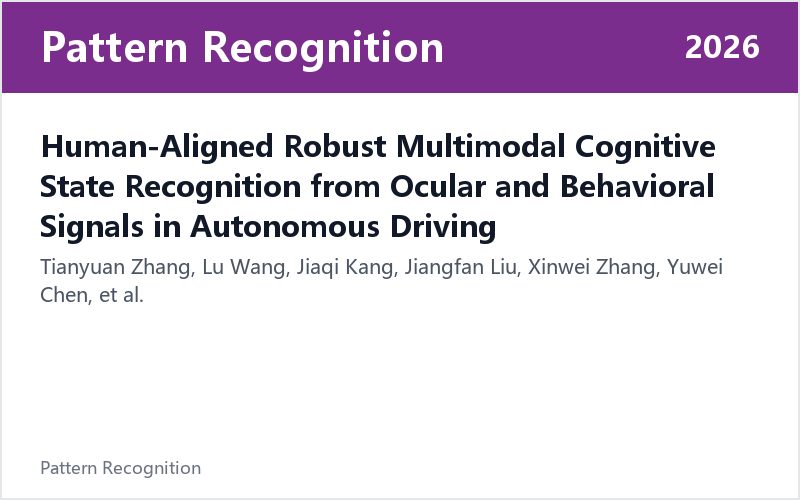 Pattern Recognition
2026
Human-Aligned Robust Multimodal Cognitive
State Recognition from Ocular and Behavioral
Signals in Autonomous Driving
Tianyuan Zhang, Lu Wang, Jiaqi Kang, Jiangfan Liu, Xinwei Zhang, Yuwei
Chen, et al.
Pattern Recognition